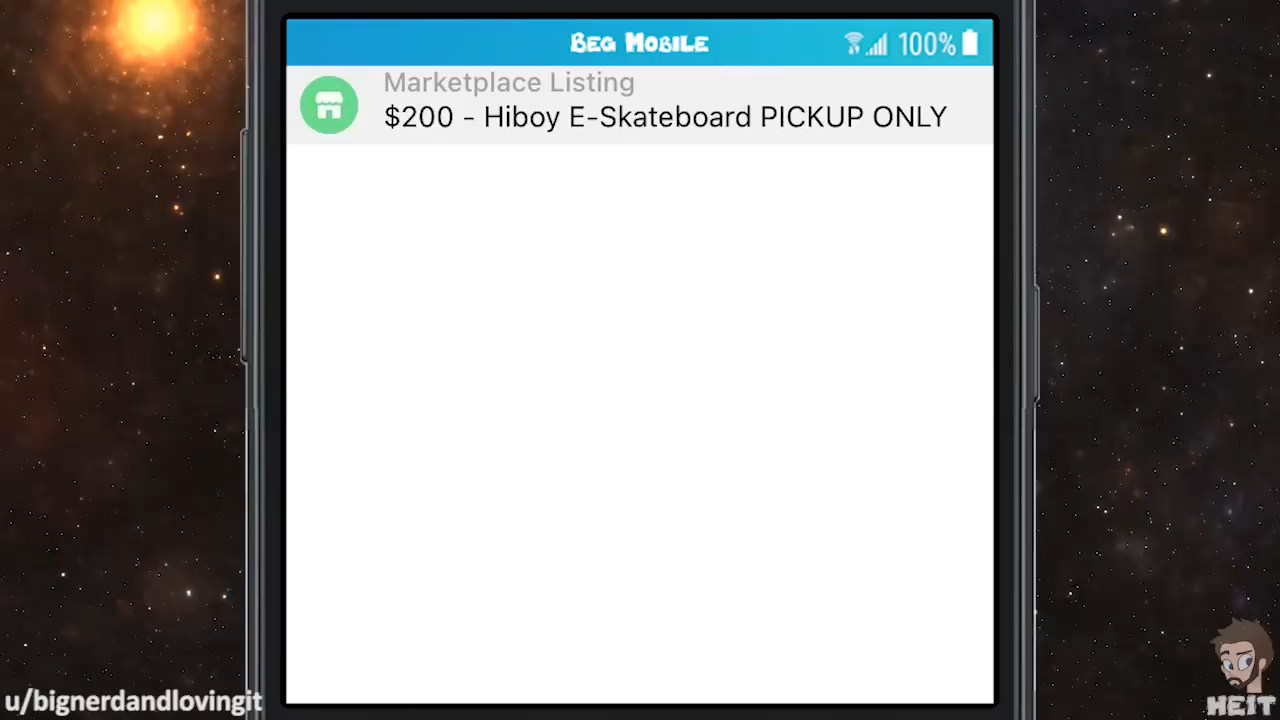 Beg Mobile
100%
Marketplace Listing
$200 - Hiboy E-Skateboard PICKUP ONLY
u/bignerdandlovingit
HEIT